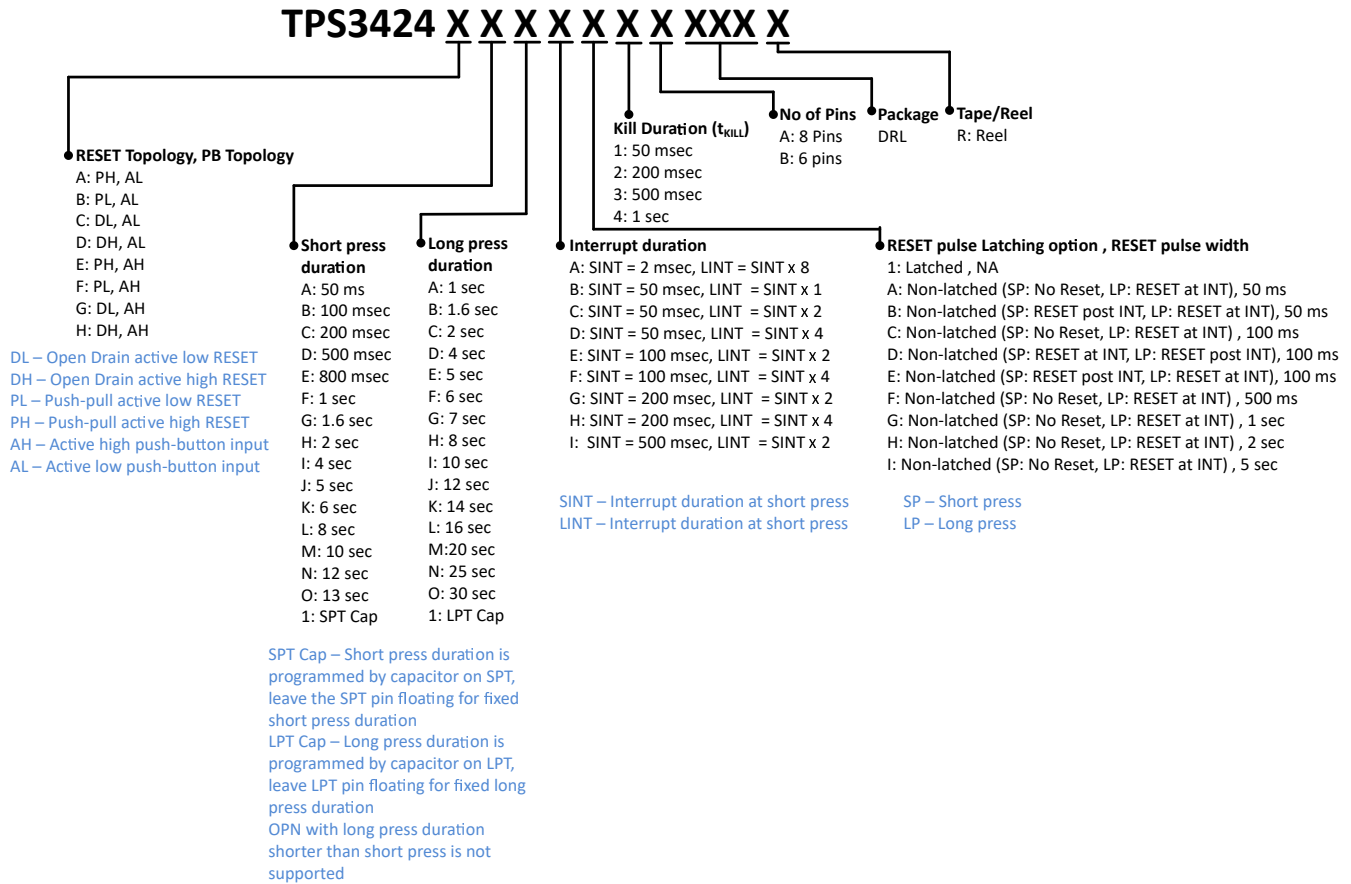 TPS3424 X X X X X X X XXX X
RESET Topology, PB Topology
A: PH, AL
B: PL, AL
C: DL, AL
D: DH, AL
E: PH, AH
F: PL, AH
G: DL, AH
H: DH, AH
DL – Open Drain active low RESET
DH – Open Drain active high RESET
PL – Push-pull active low RESET
PH – Push-pull active high RESET
AH – Active high push-button input
AL – Active low push-button input
Short press
duration
A: 50 ms
B: 100 msec
C: 200 msec
D: 500 msec
E: 800 msec
F: 1 sec
G: 1.6 sec
H: 2 sec
I: 4 sec
J: 5 sec
K: 6 sec
L: 8 sec
M: 10 sec
N: 12 sec
O: 13 sec
1: SPT Cap
Long press
duration
A: 1 sec
B: 1.6 sec
C: 2 sec
D: 4 sec
E: 5 sec
F: 6 sec
G: 7 sec
H: 8 sec
I: 10 sec
J: 12 sec
K: 14 sec
L: 16 sec
M:20 sec
N: 25 sec
O: 30 sec
1: LPT Cap
SPT Cap – Short press duration is
programmed by capacitor on SPT,
leave the SPT pin floating for fixed
short press duration
LPT Cap – Long press duration is
programmed by capacitor on LPT,
leave LPT pin floating for fixed long
press duration
OPN with long press duration
shorter than short press is not
supported
Interrupt duration
A: SINT = 2 msec, LINT = SINT x 8
B: SINT = 50 msec, LINT = SINT x 1
C: SINT = 50 msec, LINT = SINT x 2
D: SINT = 50 msec, LINT = SINT x 4
E: SINT = 100 msec, LINT = SINT x 2
F: SINT = 100 msec, LINT = SINT x 4
G: SINT = 200 msec, LINT = SINT x 2
H: SINT = 200 msec, LINT = SINT x 4
I: SINT = 500 msec, LINT = SINT x 2
SINT – Interrupt duration at short press
LINT – Interrupt duration at short press
Kill Duration (tKILL)
1: 50 msec
2: 200 msec
3: 500 msec
4: 1 sec
No of Pins
A: 8 Pins
B: 6 pins
Package
DRL
Tape/Reel
R: Reel
RESET pulse Latching option , RESET pulse width
1: Latched , NA
A: Non-latched (SP: No Reset, LP: RESET at INT), 50 ms
B: Non-latched (SP: RESET post INT, LP: RESET at INT), 50 ms
C: Non-latched (SP: No Reset, LP: RESET at INT) , 100 ms
D: Non-latched (SP: RESET at INT, LP: RESET post INT), 100 ms
E: Non-latched (SP: RESET post INT, LP: RESET at INT), 100 ms
F: Non-latched (SP: No Reset, LP: RESET at INT) , 500 ms
G: Non-latched (SP: No Reset, LP: RESET at INT) , 1 sec
H: Non-latched (SP: No Reset, LP: RESET at INT) , 2 sec
I: Non-latched (SP: No Reset, LP: RESET at INT) , 5 sec
SP – Short press
LP – Long press